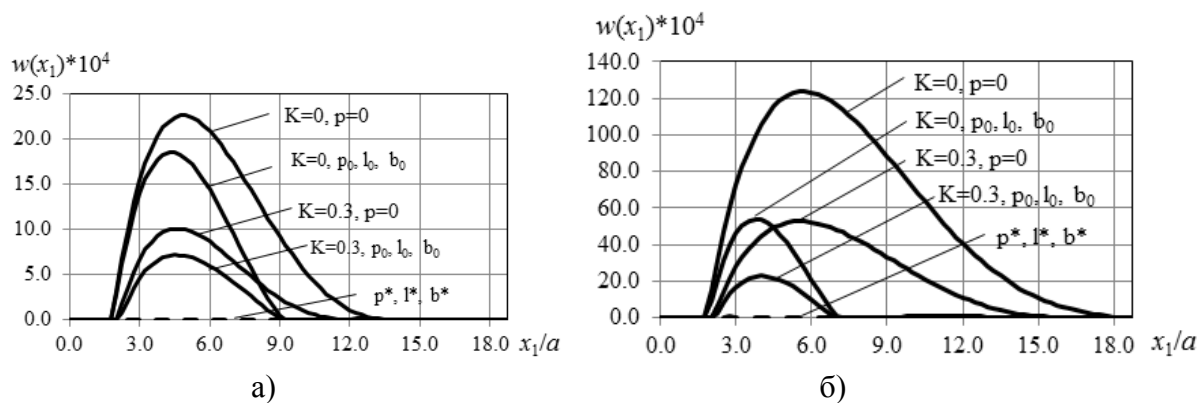 w(x₁)*10⁴
25.0
20.0
15.0
10.0
5.0
0.0
K=0, p=0
K=0, p₀, l₀, b₀
K=0.3, p=0
K=0.3, p₀, l₀, b₀
p*, l*, b*
0.0 3.0 6.0 9.0 12.0 15.0 18.0 x₁/a
а)
w(x₁)*10⁴
140.0
120.0
100.0
80.0
60.0
40.0
20.0
0.0
K=0, p=0
K=0, p₀, l₀, b₀
K=0.3, p=0
K=0.3, p₀, l₀, b₀
p*, l*, b*
0.0 3.0 6.0 9.0 12.0 15.0 18.0 x₁/a
б)